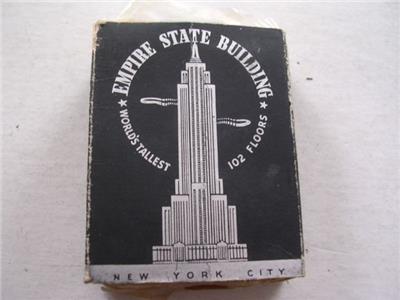 ★ EMPIRE STATE BUILDING ★
WORLD'S TALLEST
102 FLOORS
NEW YORK CITY